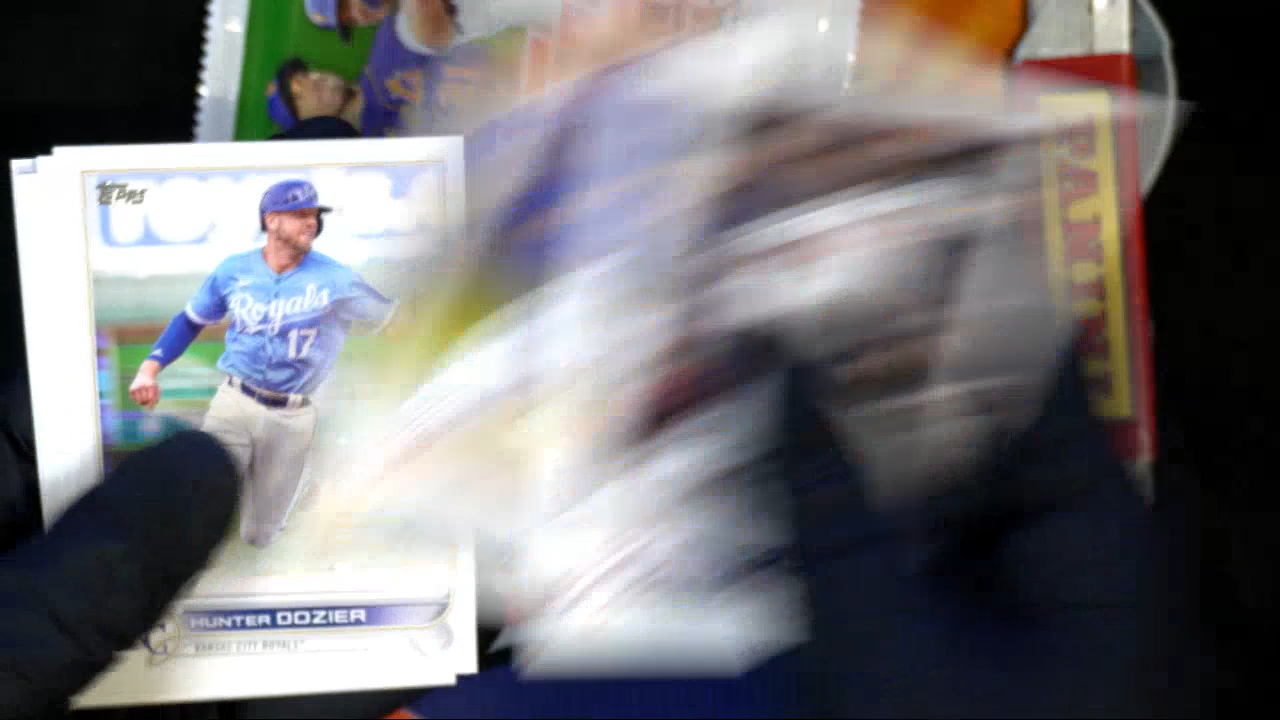 TOPPS
Royals
17
HUNTER DOZIER
KANSAS CITY ROYALS
PANINI